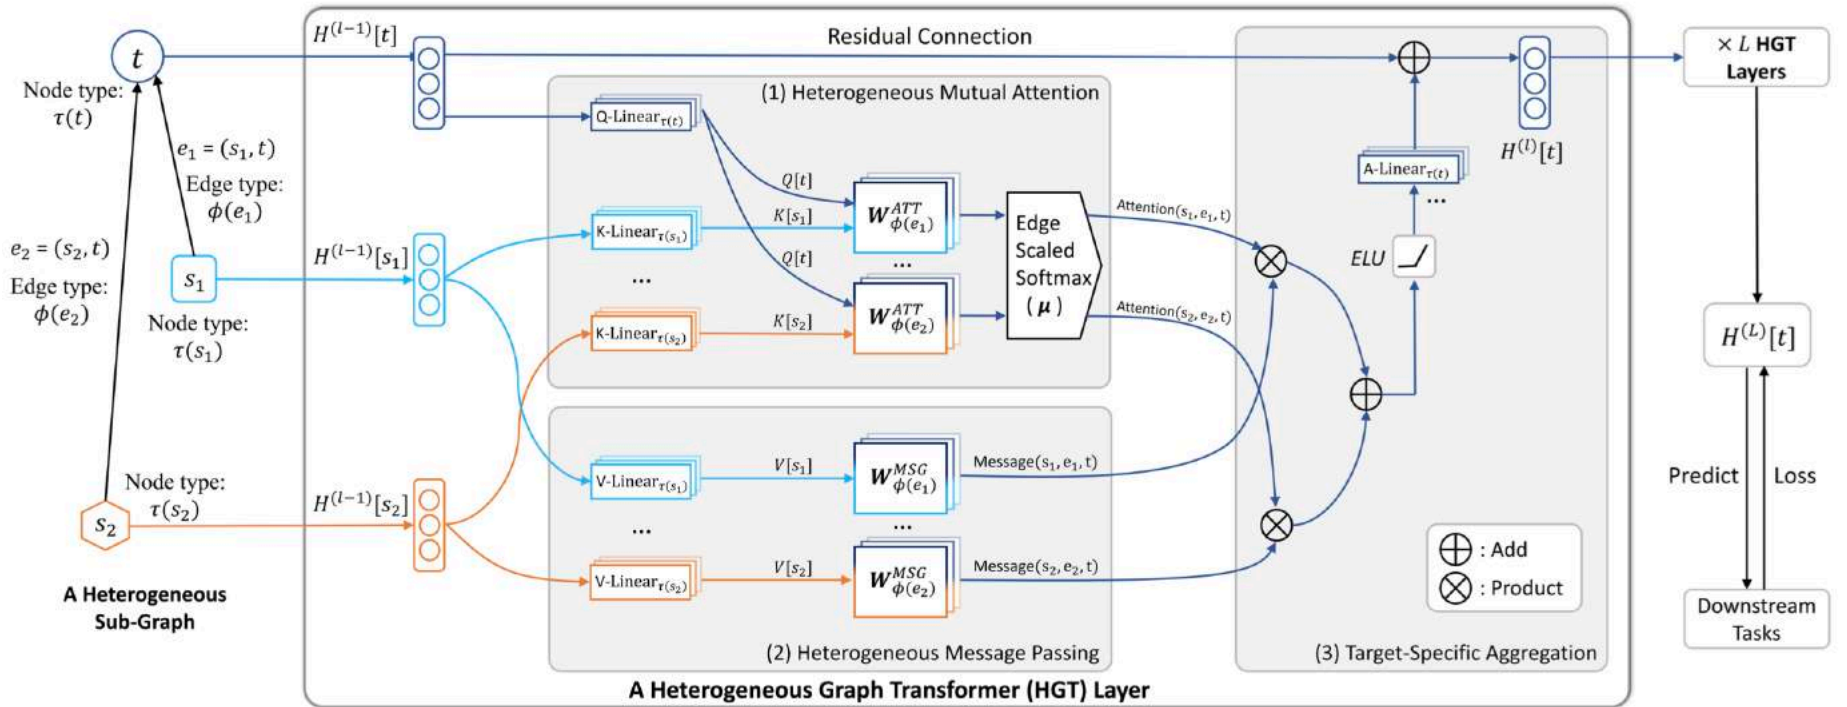 t
Node type:
τ(t)
e₁ = (s₁, t)
Edge type:
ϕ(e₁)
e₂ = (s₂, t)
Edge type:
ϕ(e₂)
s₁
Node type:
τ(s₁)
Node type:
τ(s₂)
s₂
A Heterogeneous
Sub-Graph
H⁽ˡ⁻¹⁾[t]
H⁽ˡ⁻¹⁾[s₁]
H⁽ˡ⁻¹⁾[s₂]
Residual Connection
(1) Heterogeneous Mutual Attention
Q-Linear_τ(t)
Q[t]
K-Linear_τ(s₁)
K[s₁]
W^ATT_ϕ(e₁)
...
Q[t]
...
K-Linear_τ(s₂)
K[s₂]
W^ATT_ϕ(e₂)
Edge
Scaled
Softmax
(μ)
Attention(s₁, e₁, t)
Attention(s₂, e₂, t)
V-Linear_τ(s₁)
V[s₁]
W^MSG_ϕ(e₁)
Message(s₁, e₁, t)
...
...
V-Linear_τ(s₂)
V[s₂]
W^MSG_ϕ(e₂)
Message(s₂, e₂, t)
(2) Heterogeneous Message Passing
A-Linear_τ(t)
...
ELU
H⁽ˡ⁾[t]
: Add
: Product
(3) Target-Specific Aggregation
A Heterogeneous Graph Transformer (HGT) Layer
× L HGT
Layers
H⁽ᴸ⁾[t]
Predict
Loss
Downstream
Tasks